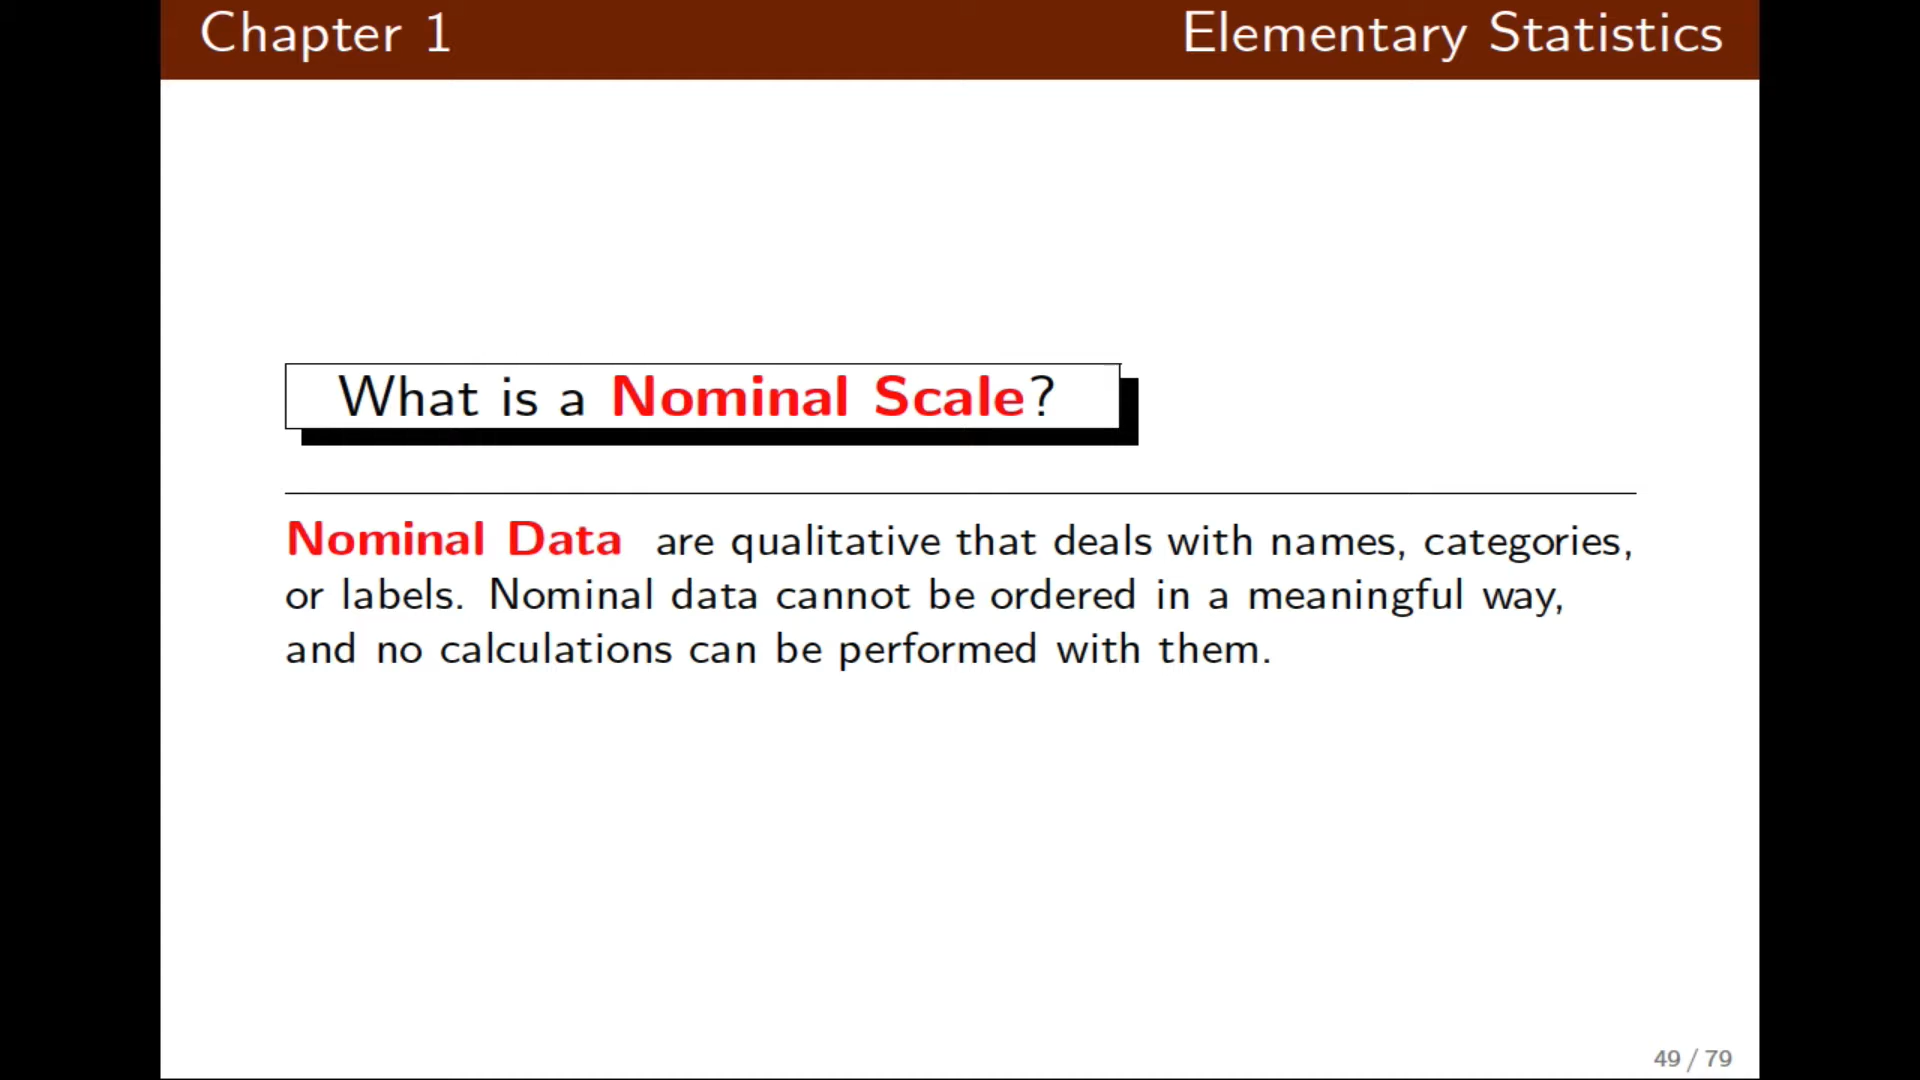 Chapter 1 Elementary Statistics
What is a Nominal Scale?
Nominal Data are qualitative that deals with names, categories,
or labels. Nominal data cannot be ordered in a meaningful way,
and no calculations can be performed with them.
49 / 79